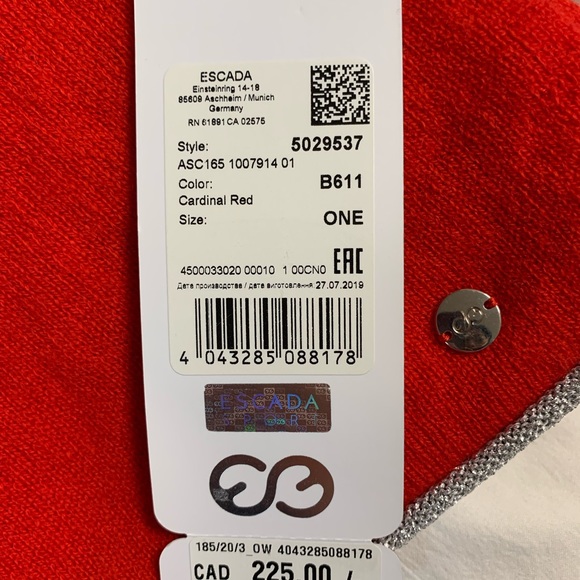 ESCADA
Einsteinring 14-18
85609 Aschheim / Munich
Germany
RN 61891 CA 02575
Style: 5029537
ASC165 1007914 01
Color: B611
Cardinal Red
Size: ONE
4500033020 00010 1 00CN0 EAC
Дата производства / дата виготовлення 27.07.2019
4 043285 088178
ESCADA
SPORT
185/20/3_OW 4043285088178
CAD 225.00 /